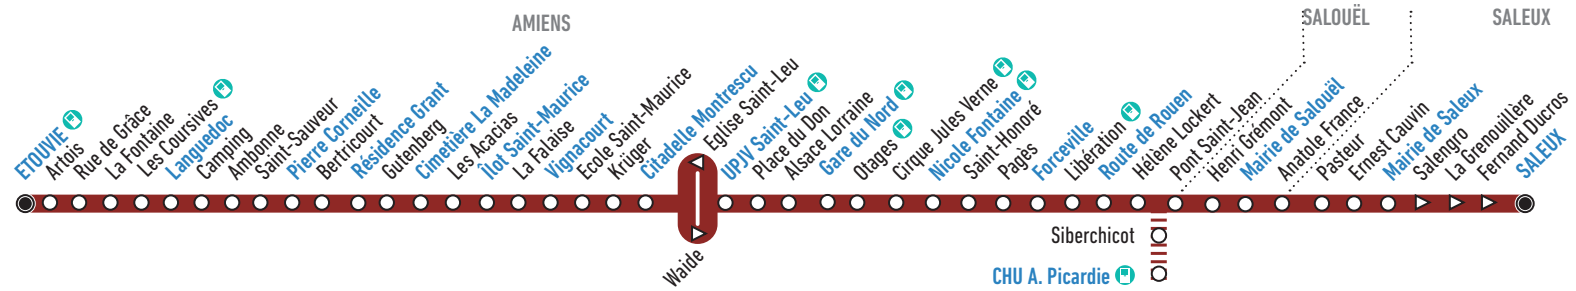 AMIENS
SALOUËL
SALEUX
ETOUVIE
Artois
Rue de Grâce
La Fontaine
Les Coursives
Languedoc
Camping
Ambonne
Saint-Sauveur
Pierre Corneille
Bertricourt
Résidence Grant
Gutenberg
Cimetière La Madeleine
Les Acacias
Îlot Saint-Maurice
La Falaise
Vignacourt
Ecole Saint-Maurice
Krüger
Citadelle Montrescu
Eglise Saint-Leu
Waide
UPJV Saint-Leu
Place du Don
Alsace Lorraine
Gare du Nord
Otages
Cirque Jules Verne
Nicole Fontaine
Saint-Honoré
Pagès
Forceville
Libération
Route de Rouen
Hélène Lockert
Pont Saint-Jean
Henri Grémont
Mairie de Salouël
Anatole France
Pasteur
Ernest Cauvin
Mairie de Saleux
Salengro
La Grenouillère
Fernand Ducros
SALEUX
Siberchicot
CHU A. Picardie